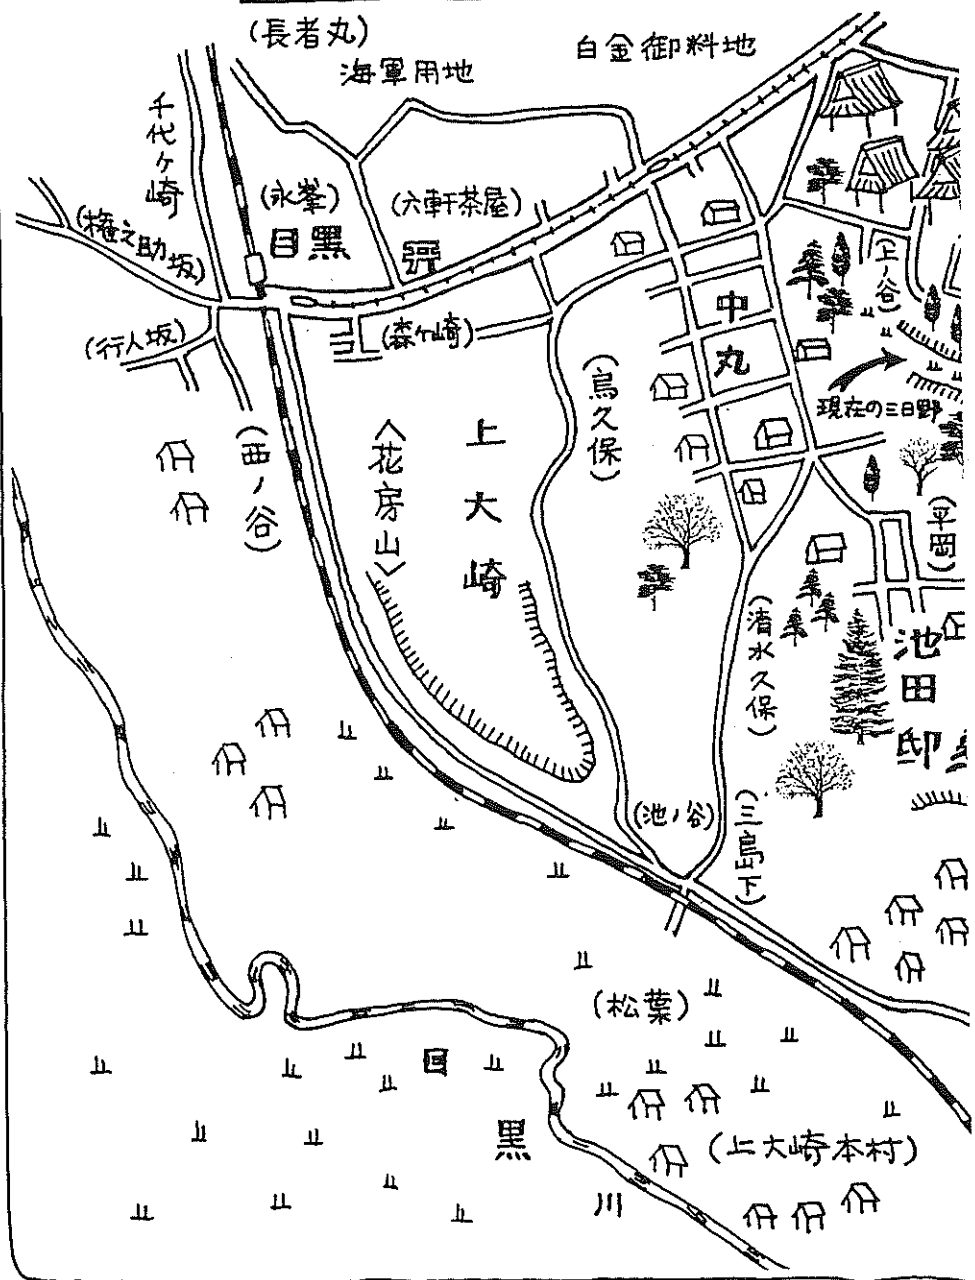 (長者丸)
海軍用地
白金御料地
千代ヶ崎
(永峯)
目黒
(六軒茶屋)
(権之助坂)
(行人坂)
(森ヶ崎)
(上ノ谷)
中丸
現在の三日野
(鳥久保)
上大崎
〈花房山〉
(西ノ谷)
(平岡)
(清水久保)
池田邸
(池ノ谷)
(三島下)
(松葉)
目黒川
(上大崎本村)